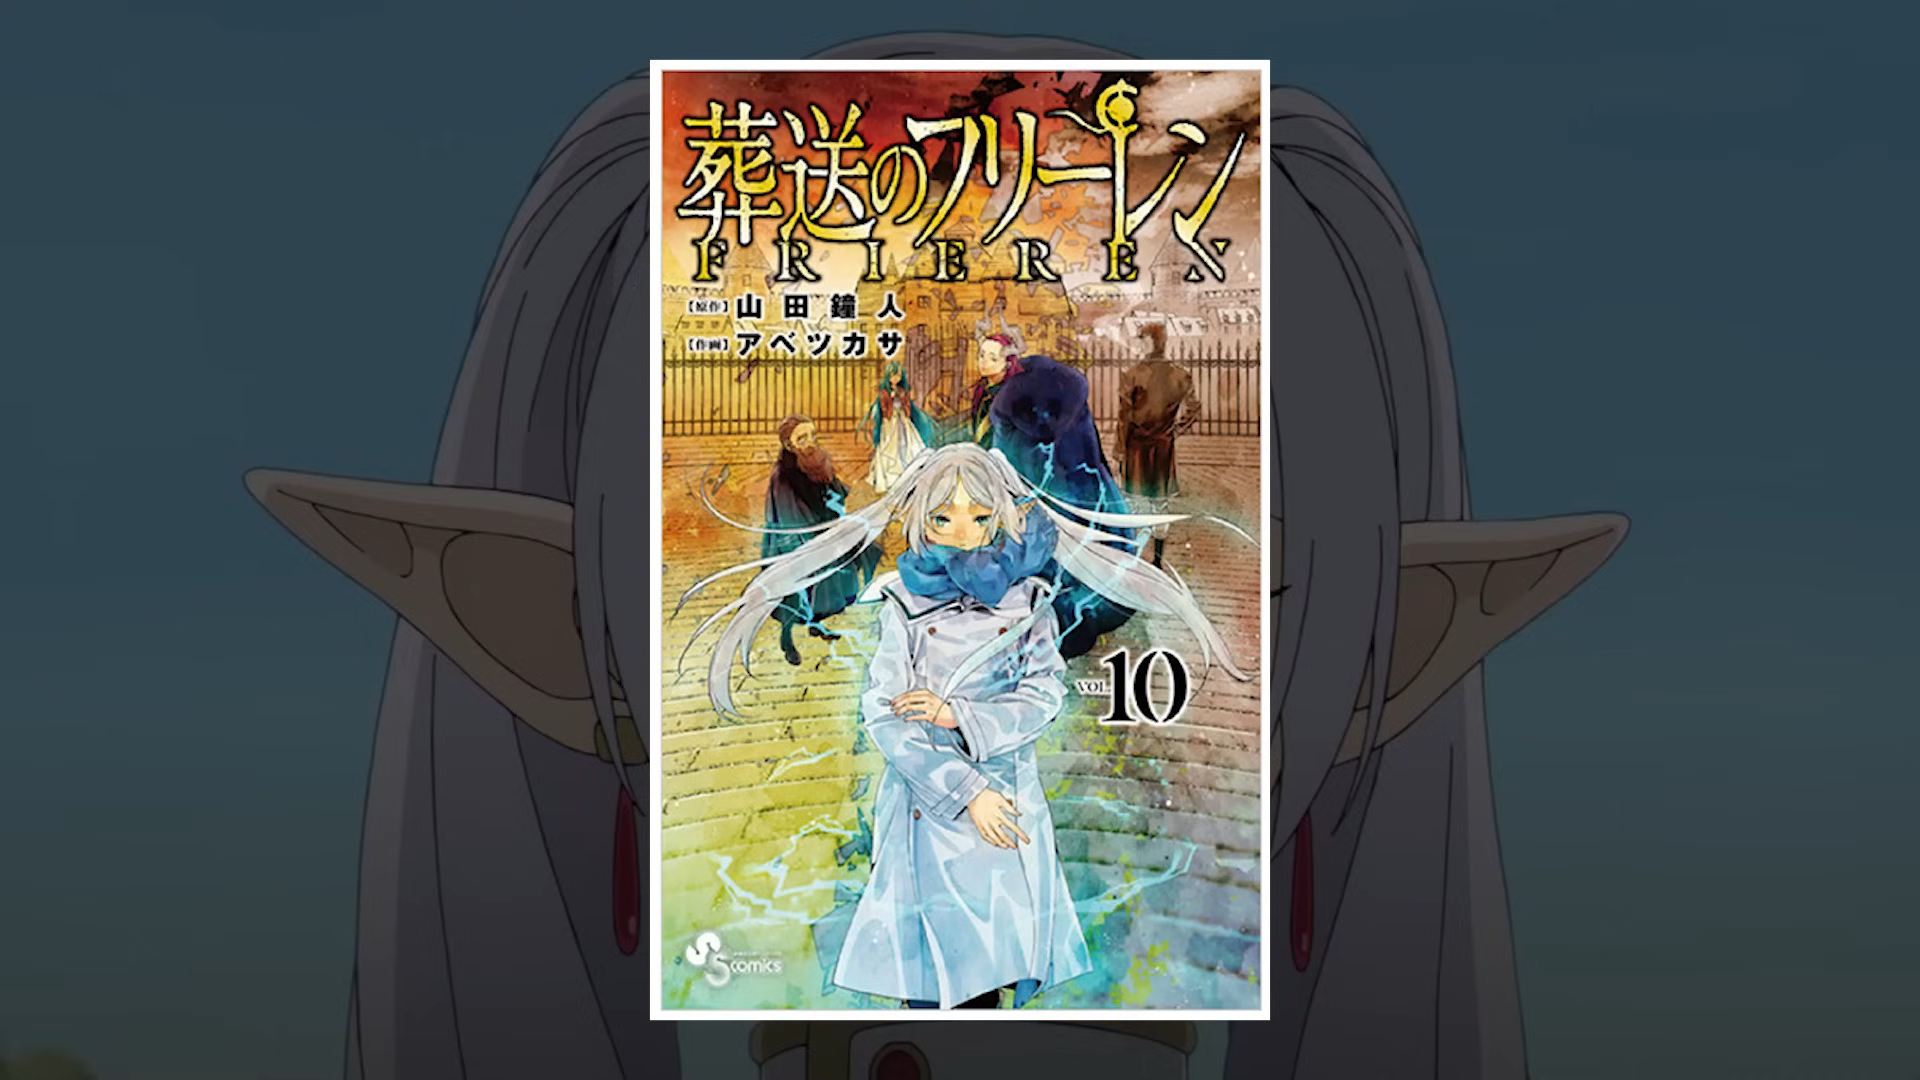 葬送のフリーレン
FRIEREN
【原作】山田鐘人
【作画】アベツカサ
VOL.10
SS comics